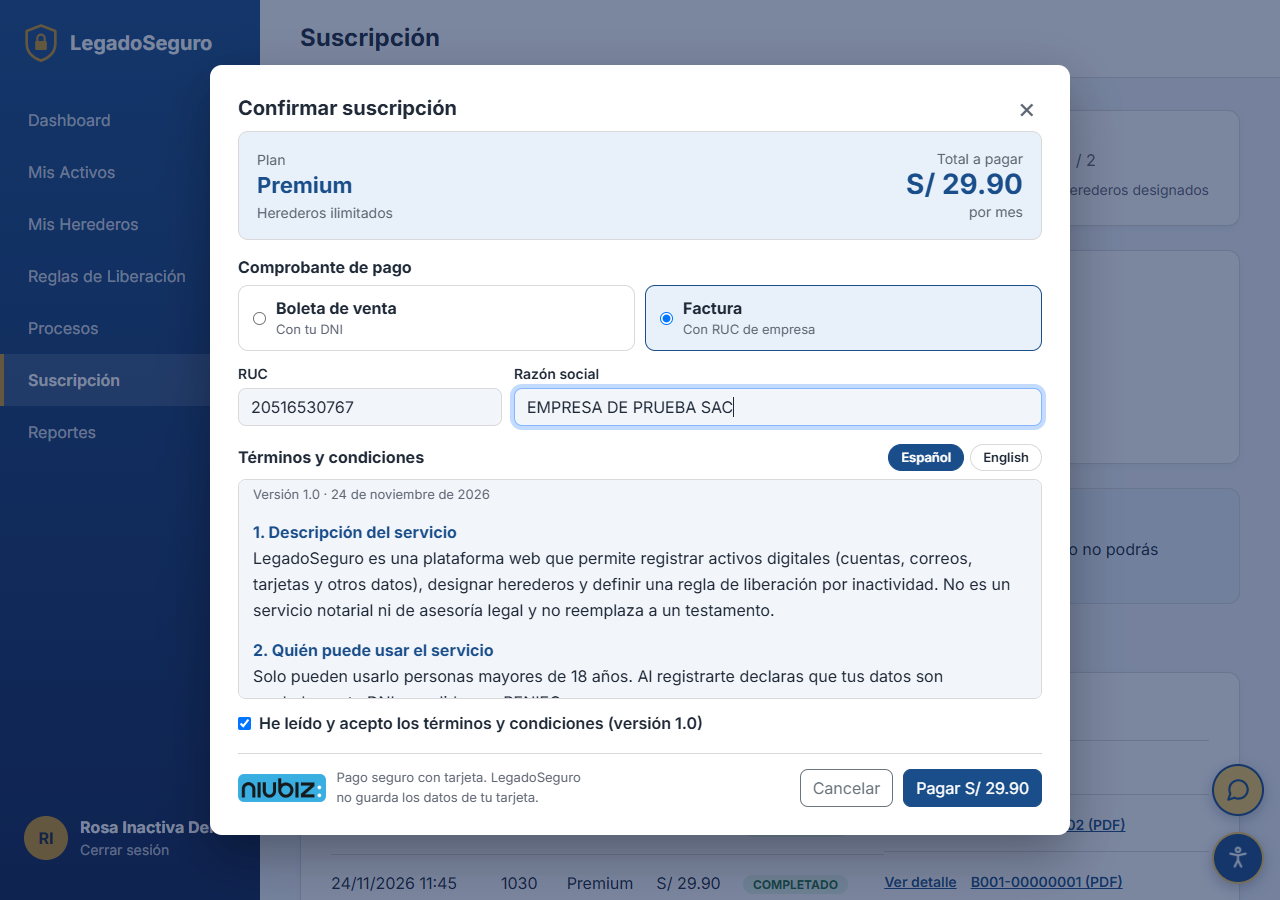 LegadoSeguro
Suscripción
Dashboard
Mis Activos
Mis Herederos
Reglas de Liberación
Procesos
Suscripción
Reportes
RI
Rosa Inactiva
Cerrar sesión
/ 2
designados
o no podrás
Confirmar suscripción
Plan
Premium
Herederos ilimitados
Total a pagar
S/ 29.90
por mes
Comprobante de pago
Boleta de venta
Con tu DNI
Factura
Con RUC de empresa
RUC
Razón social
20516530767
EMPRESA DE PRUEBA SAC
Términos y condiciones
Español
English
Versión 1.0 · 24 de noviembre de 2026
1. Descripción del servicio
LegadoSeguro es una plataforma web que permite registrar activos digitales (cuentas, correos,
tarjetas y otros datos), designar herederos y definir una regla de liberación por inactividad. No es un
servicio notarial ni de asesoría legal y no reemplaza a un testamento.
2. Quién puede usar el servicio
Solo pueden usarlo personas mayores de 18 años. Al registrarte declaras que tus datos son
He leído y acepto los términos y condiciones (versión 1.0)
niubiz:
Pago seguro con tarjeta. LegadoSeguro
no guarda los datos de tu tarjeta.
Cancelar
Pagar S/ 29.90
02 (PDF)
24/11/2026 11:45
1030
Premium
S/ 29.90
COMPLETADO
Ver detalle
B001-00000001 (PDF)